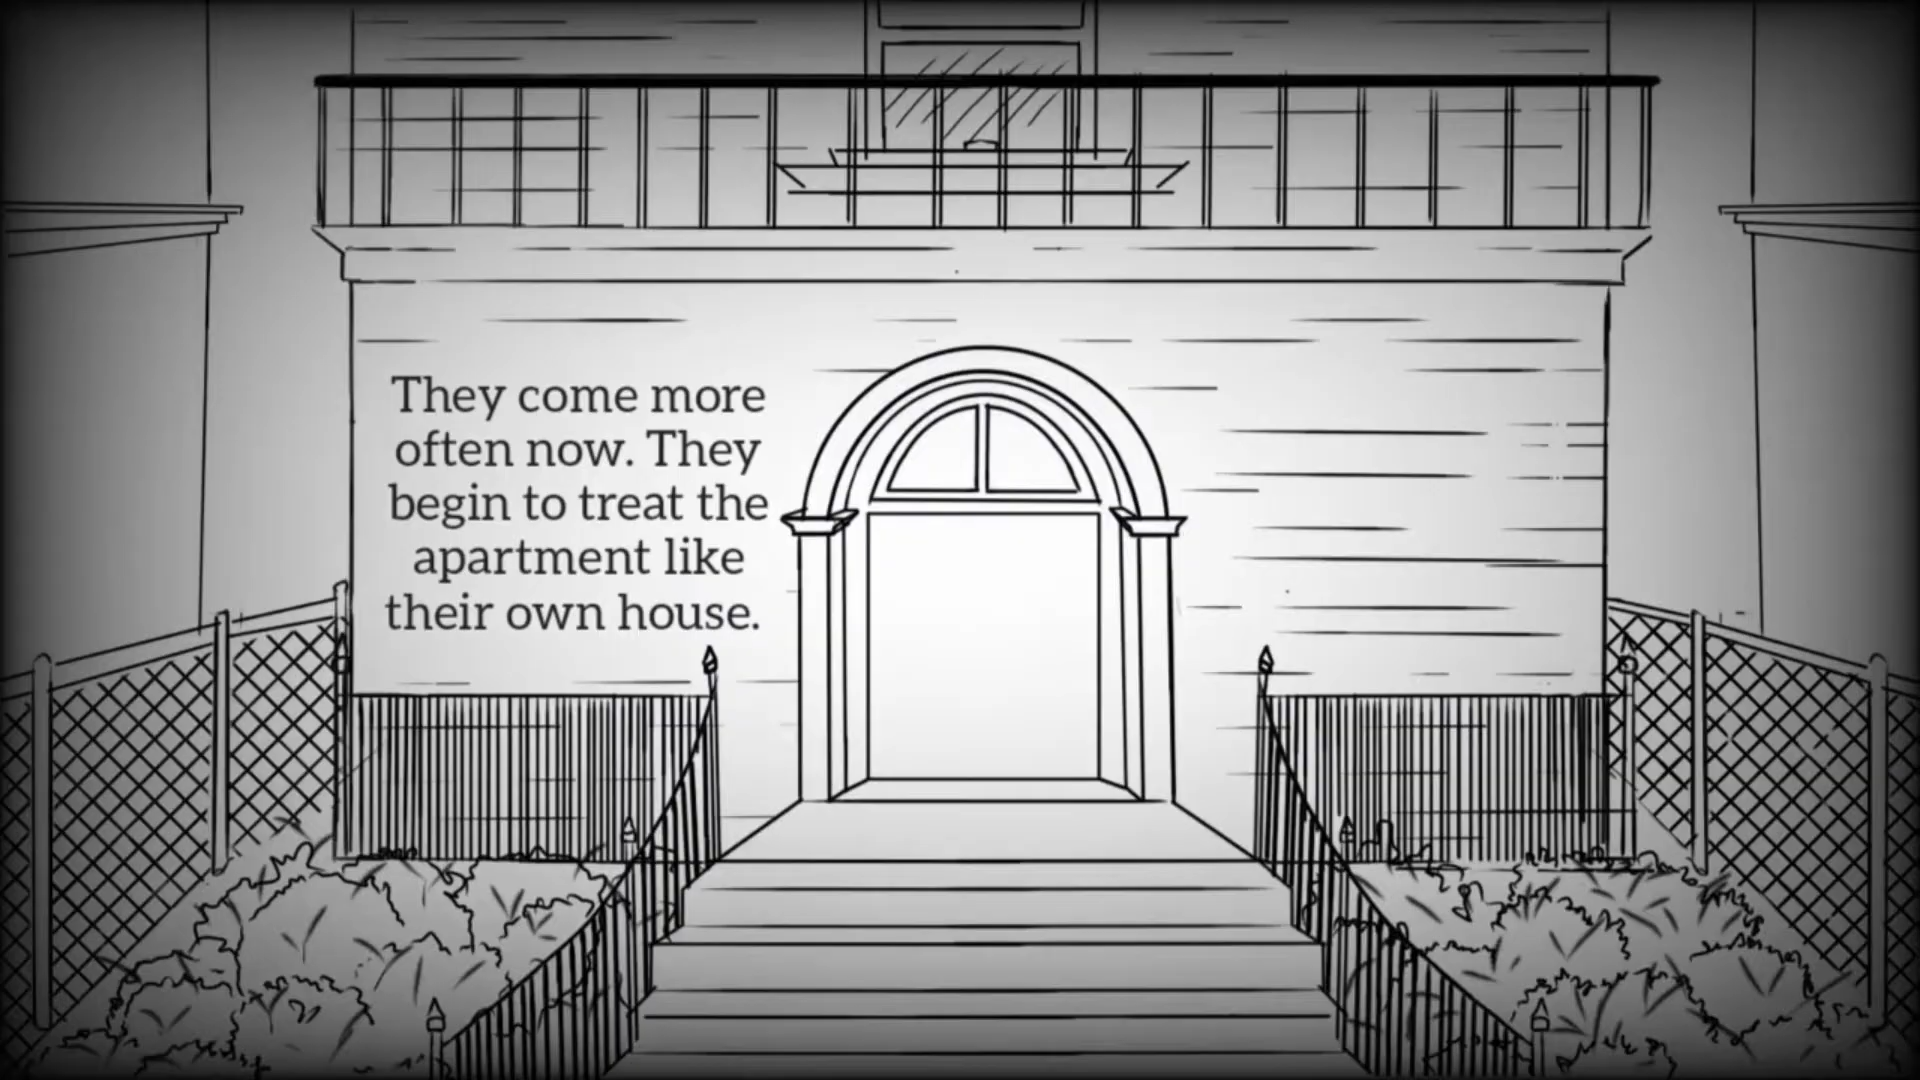 They come more
often now. They
begin to treat the
apartment like
their own house.